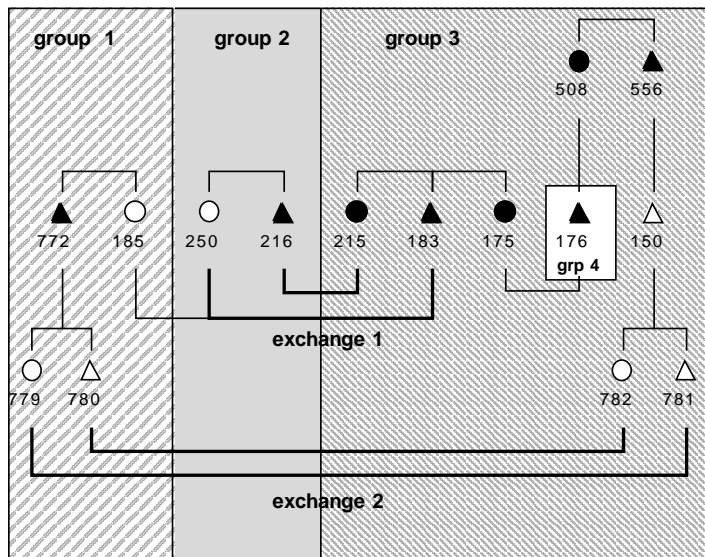 group 1 group 2 group 3
508 556
772 185 250 216 215 183 175 176 150
grp 4
exchange 1
779 780 782 781
exchange 2